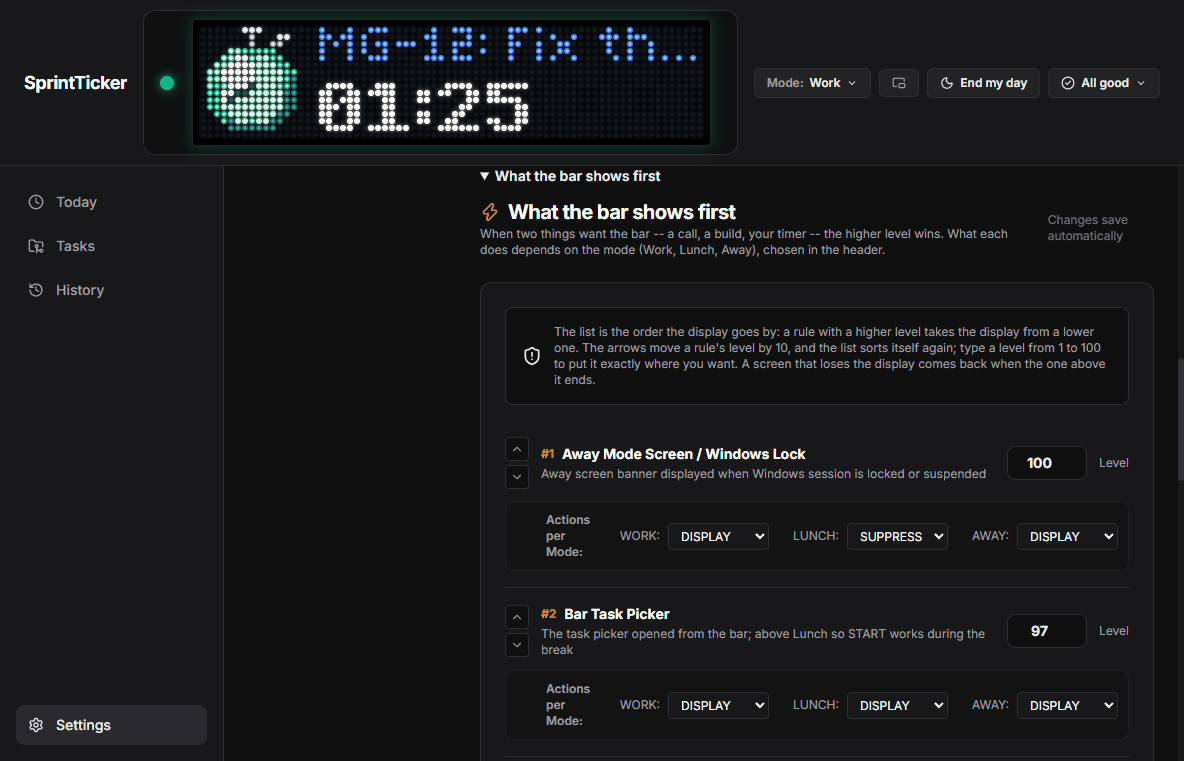 SprintTicker
MG-12: Fix th...
01:25
Mode: Work
End my day
All good
Today
Tasks
History
Settings
What the bar shows first
What the bar shows first
When two things want the bar -- a call, a build, your timer -- the higher level wins. What each
does depends on the mode (Work, Lunch, Away), chosen in the header.
Changes save
automatically
The list is the order the display goes by: a rule with a higher level takes the display from a lower
one. The arrows move a rule's level by 10, and the list sorts itself again; type a level from 1 to 100
to put it exactly where you want. A screen that loses the display comes back when the one above
it ends.
#1 Away Mode Screen / Windows Lock
Away screen banner displayed when Windows session is locked or suspended
100 Level
Actions
per
Mode:
WORK: DISPLAY LUNCH: SUPPRESS AWAY: DISPLAY
#2 Bar Task Picker
The task picker opened from the bar; above Lunch so START works during the
break
97 Level
Actions
per
Mode:
WORK: DISPLAY LUNCH: DISPLAY AWAY: DISPLAY